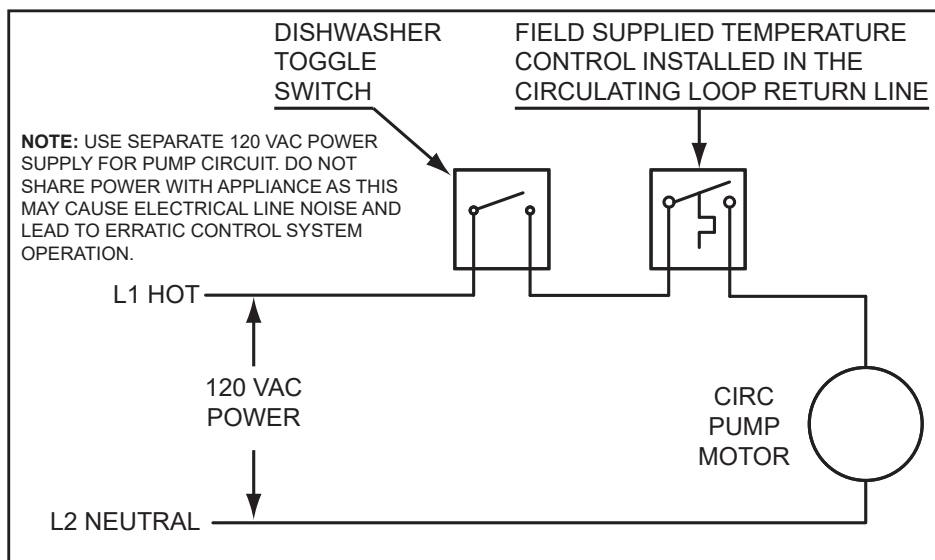 DISHWASHER
TOGGLE
SWITCH
FIELD SUPPLIED TEMPERATURE
CONTROL INSTALLED IN THE
CIRCULATING LOOP RETURN LINE
NOTE: USE SEPARATE 120 VAC POWER
SUPPLY FOR PUMP CIRCUIT. DO NOT
SHARE POWER WITH APPLIANCE AS THIS
MAY CAUSE ELECTRICAL LINE NOISE AND
LEAD TO ERRATIC CONTROL SYSTEM
OPERATION.
L1 HOT
120 VAC
POWER
CIRC
PUMP
MOTOR
L2 NEUTRAL